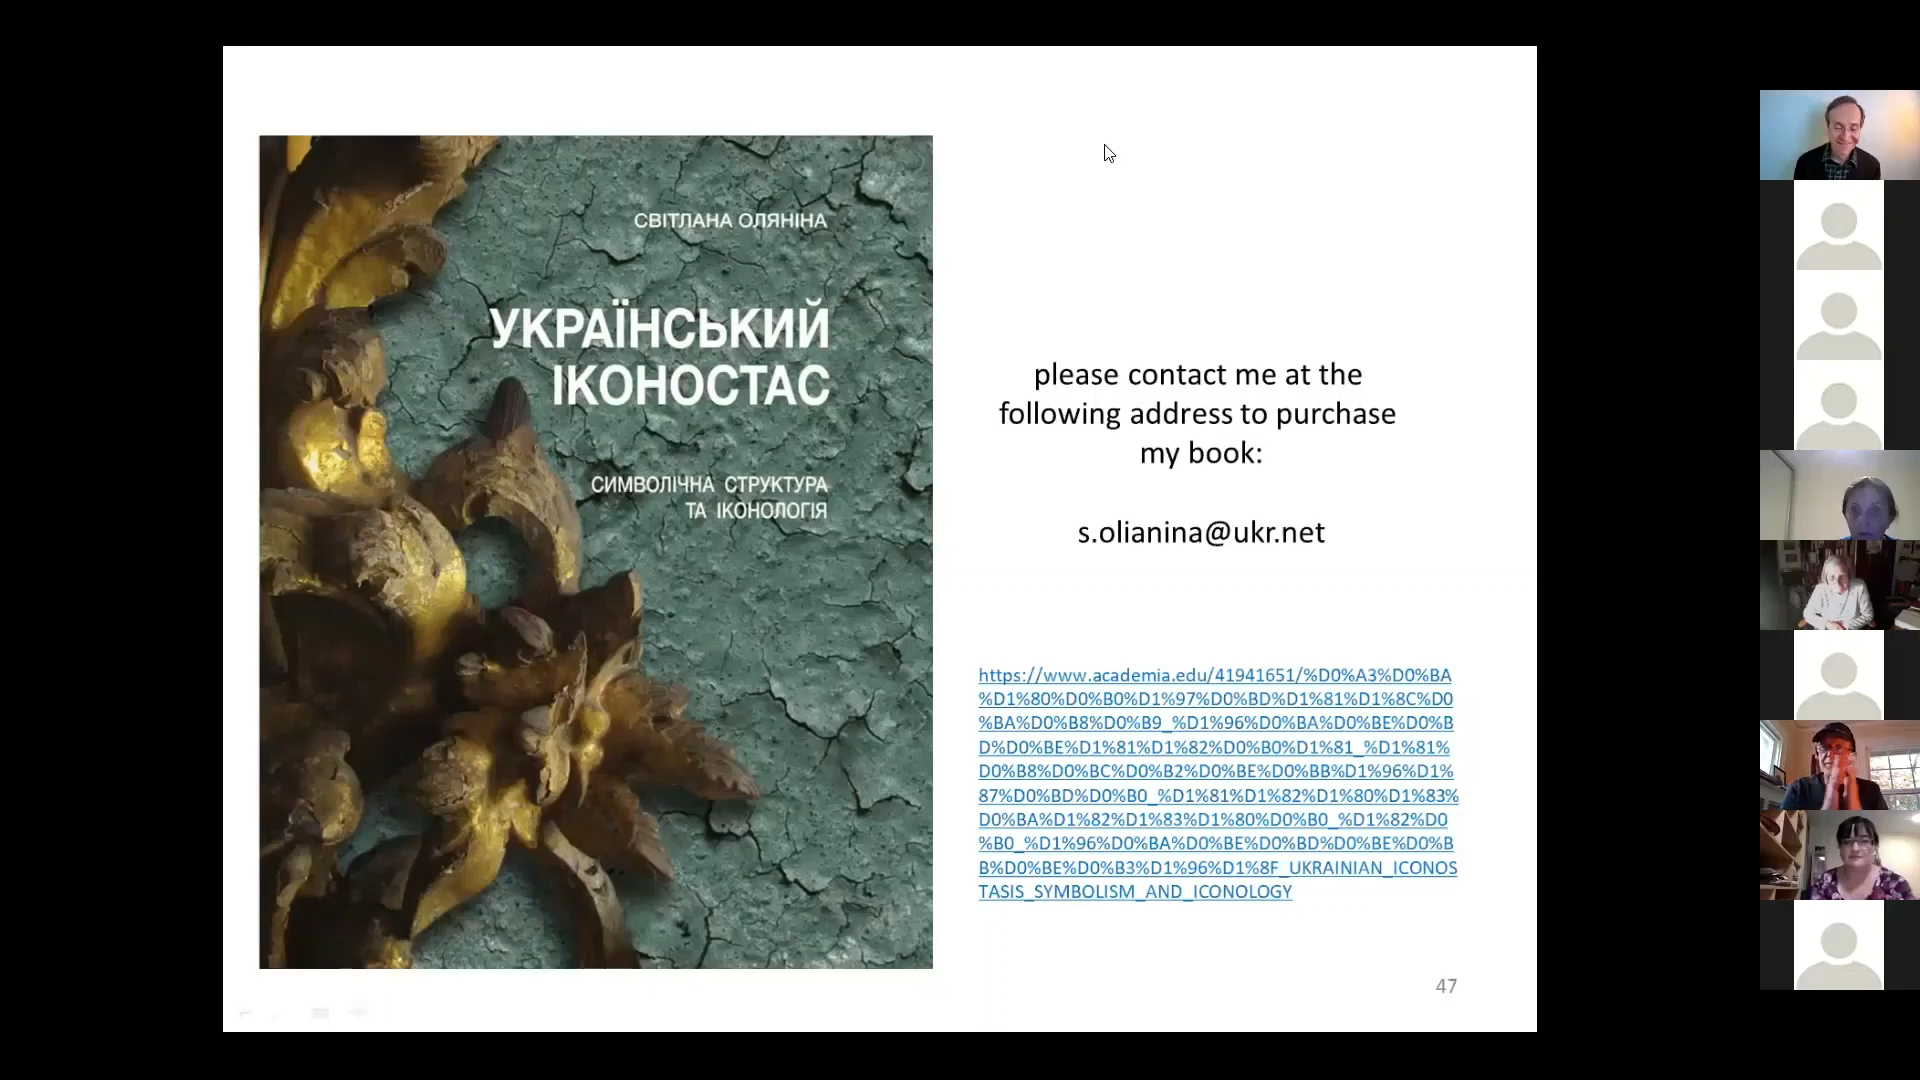 СВІТЛАНА ОЛЯНІНА
УКРАЇНСЬКИЙ
ІКОНОСТАС
СИМВОЛІЧНА СТРУКТУРА
ТА ІКОНОЛОГІЯ
please contact me at the
following address to purchase
my book:
s.olianina@ukr.net
https://www.academia.edu/41941651/%D0%A3%D0%BA
%D1%80%D0%B0%D1%97%D0%BD%D1%81%D1%8C%D0
%BA%D0%B8%D0%B9_%D1%96%D0%BA%D0%BE%D0%B
D%D0%BE%D1%81%D1%82%D0%B0%D1%81_%D1%81%
D0%B8%D0%BC%D0%B2%D0%BE%D0%BB%D1%96%D1%
87%D0%BD%D0%B0_%D1%81%D1%82%D1%80%D1%83%
D0%BA%D1%82%D1%83%D1%80%D0%B0_%D1%82%D0
%B0_%D1%96%D0%BA%D0%BE%D0%BD%D0%BE%D0%B
B%D0%BE%D0%B3%D1%96%D1%8F_UKRAINIAN_ICONOS
TASIS_SYMBOLISM_AND_ICONOLOGY
47